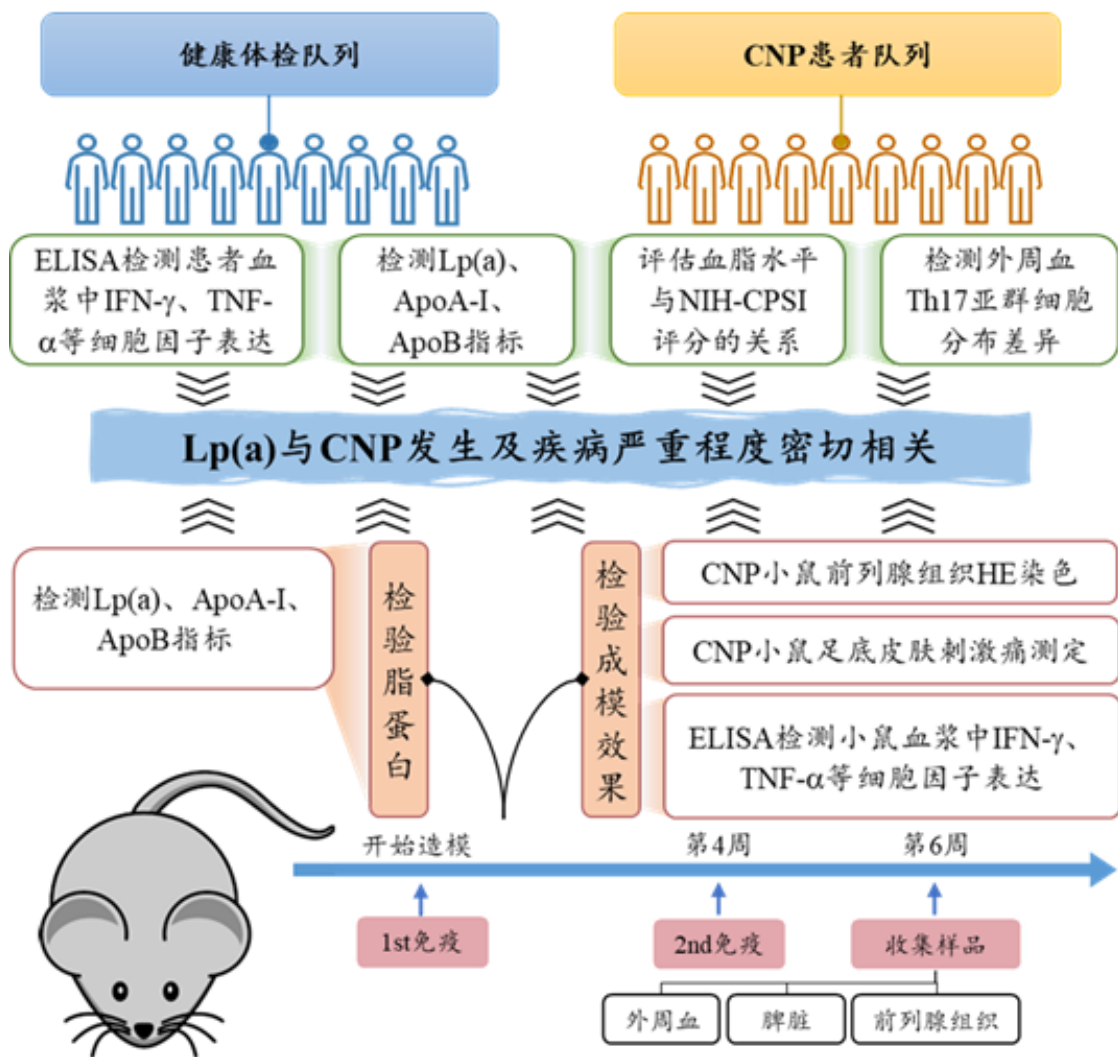 健康体检队列
CNP患者队列
ELISA检测患者血
浆中IFN-γ、TNF-
α等细胞因子表达
检测Lp(a)、
ApoA-I、
ApoB指标
评估血脂水平
与NIH-CPSI
评分的关系
检测外周血
Th17亚群细胞
分布差异
Lp(a)与CNP发生及疾病严重程度密切相关
检测Lp(a)、ApoA-I、
ApoB指标
检验脂蛋白
检验成模效果
CNP小鼠前列腺组织HE染色
CNP小鼠足底皮肤刺激痛测定
ELISA检测小鼠血浆中IFN-γ、
TNF-α等细胞因子表达
开始造模
第4周
第6周
1st免疫
2nd免疫
收集样品
外周血
脾脏
前列腺组织